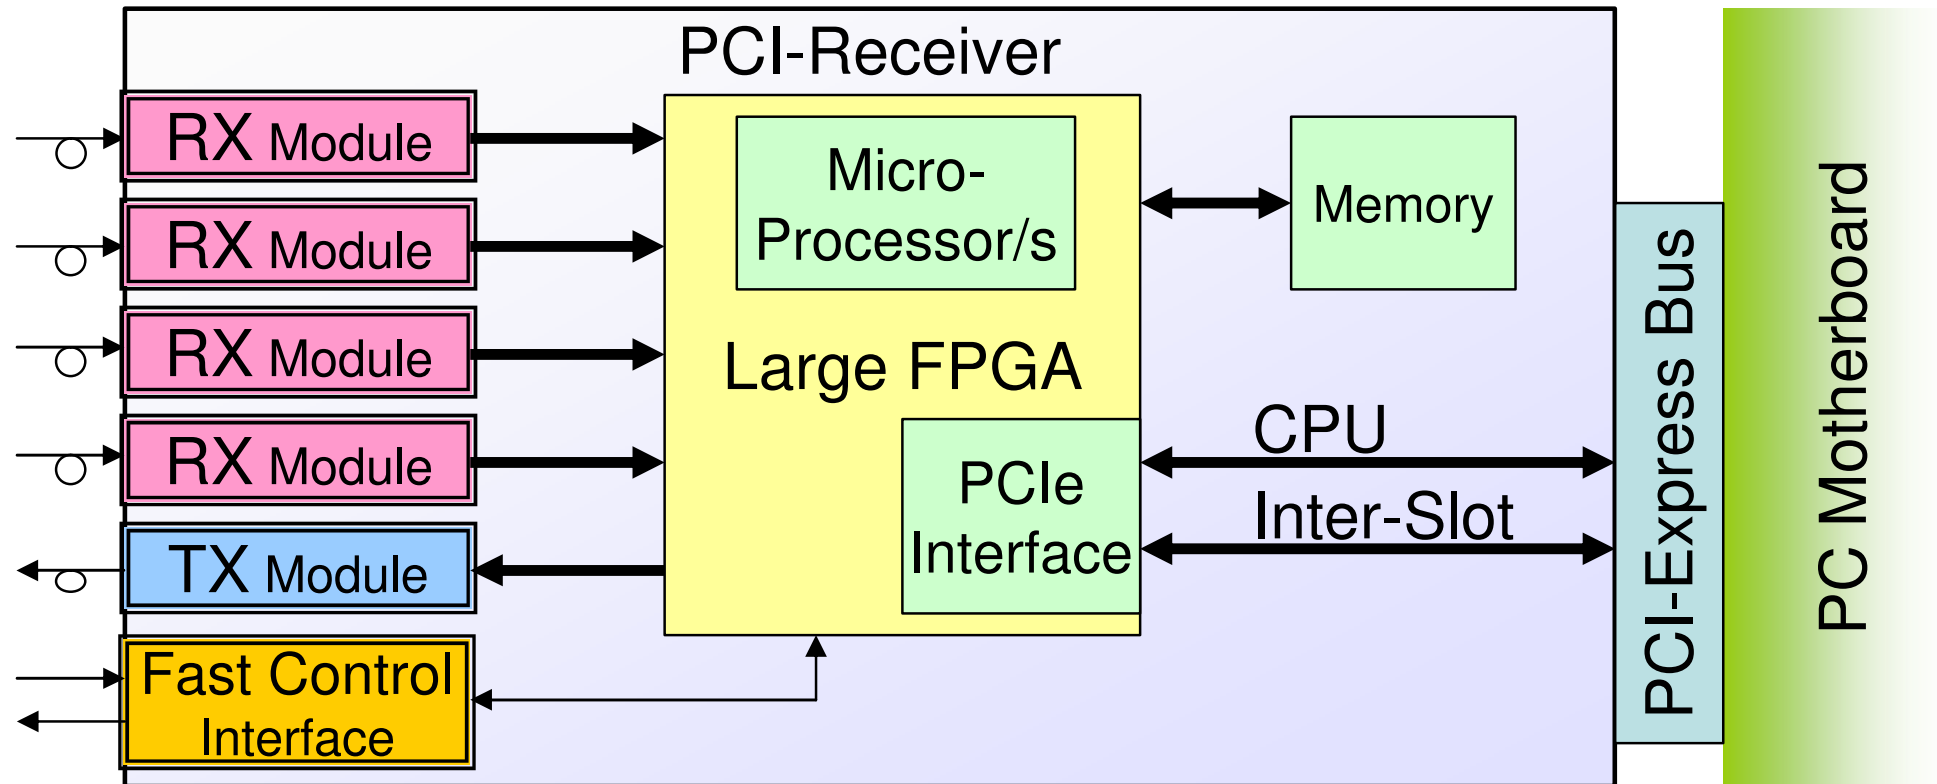 PCI-Receiver
RX Module
RX Module
RX Module
RX Module
TX Module
Fast Control
Interface
Micro-
Processor/s
Large FPGA
PCIe
Interface
Memory
CPU
Inter-Slot
PCI-Express Bus
PC Motherboard